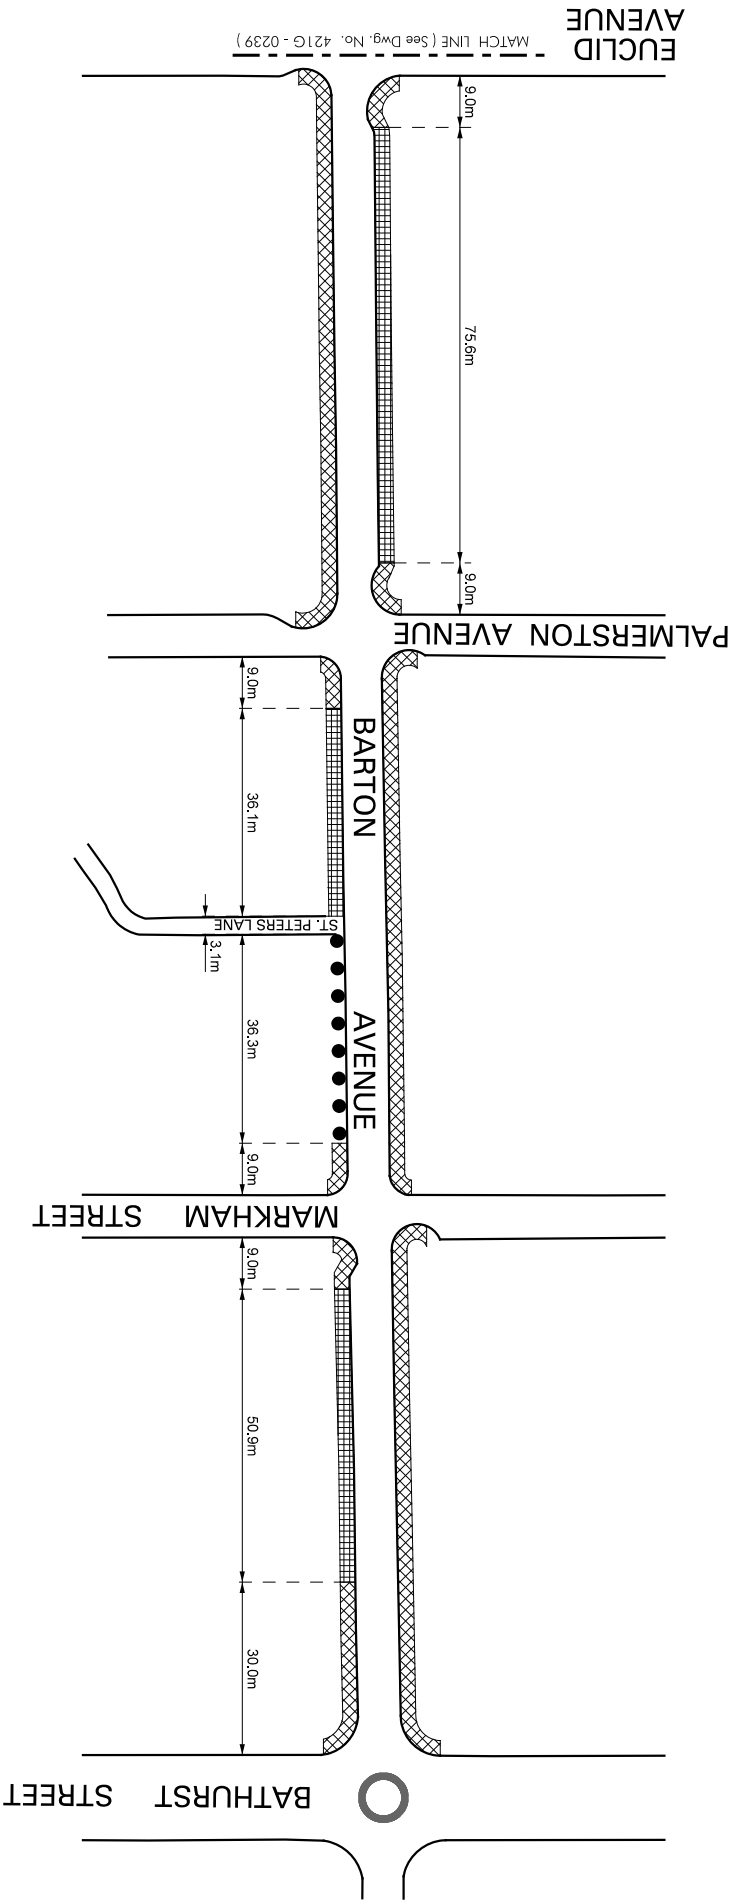 EUCLID
AVENUE
MATCH LINE ( See Dwg. No. 421G - 0239 )
9.0m
75.6m
9.0m
PALMERSTON AVENUE
9.0m
BARTON
36.1m
ST. PETERS LANE
3.1m
AVENUE
36.3m
9.0m
MARKHAM STREET
9.0m
50.9m
30.0m
BATHURST STREET